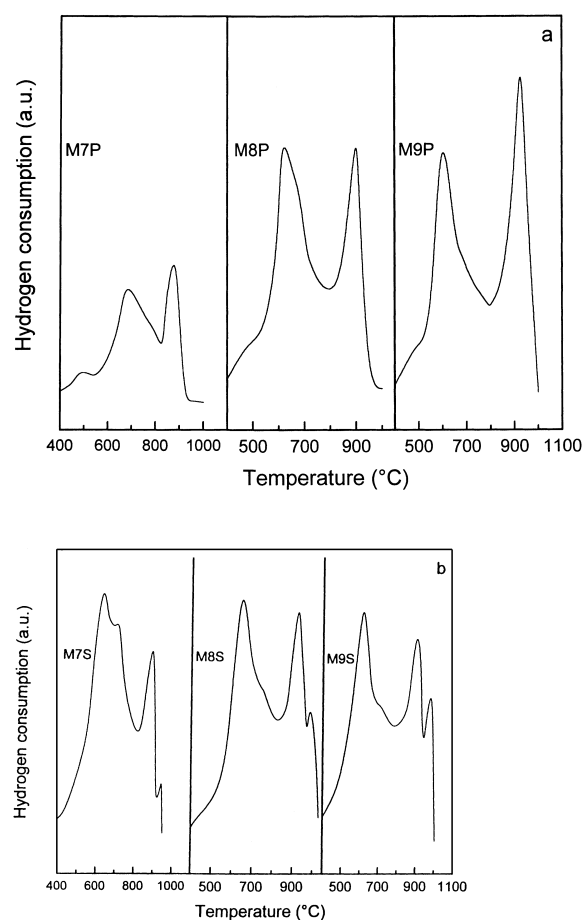 a
Hydrogen consumption (a.u.)
M7P
M8P
M9P
400 600 800 1000 500 700 900 500 700 900 1100
Temperature (°C)
b
Hydrogen consumption (a.u.)
M7S
M8S
M9S
400 600 800 1000 500 700 900 500 700 900 1100
Temperature (°C)